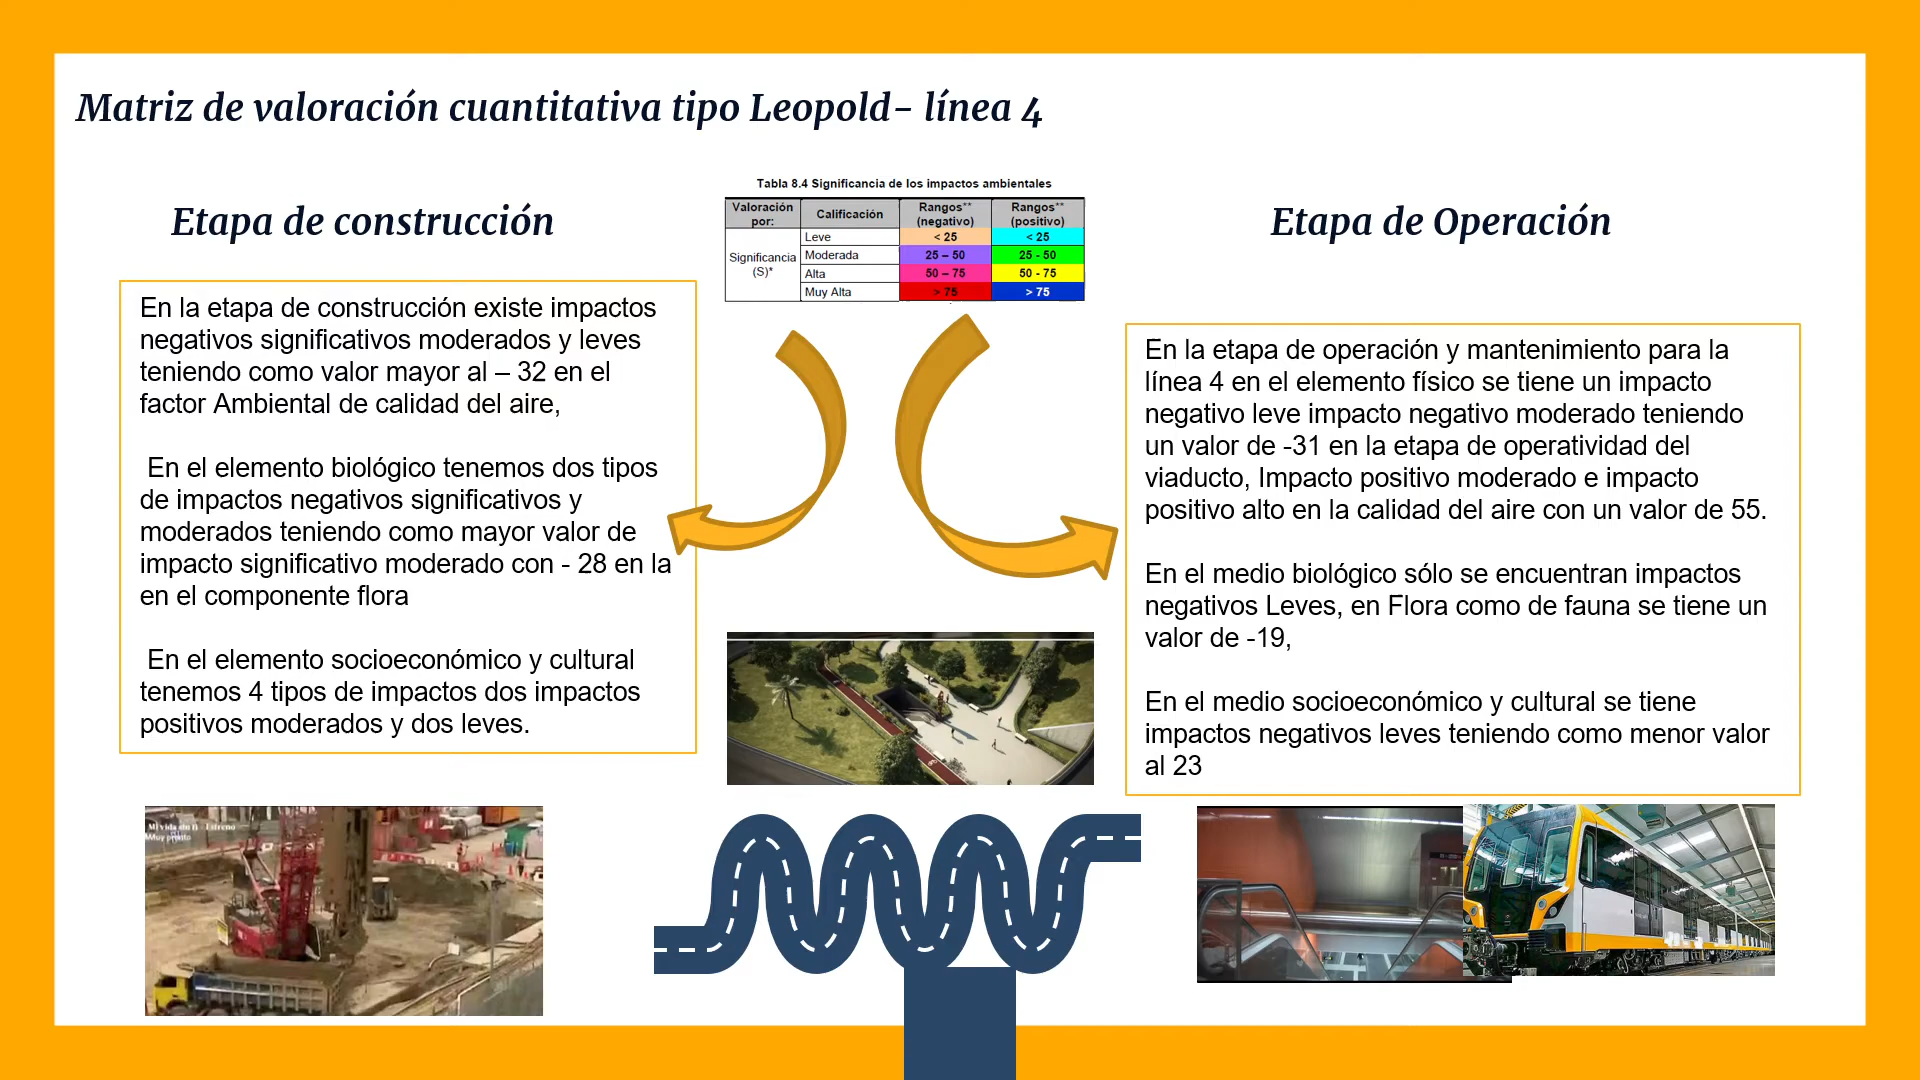 Matriz de valoración cuantitativa tipo Leopold- línea 4
Etapa de construcción
En la etapa de construcción existe impactos
negativos significativos moderados y leves
teniendo como valor mayor al – 32 en el
factor Ambiental de calidad del aire,
En el elemento biológico tenemos dos tipos
de impactos negativos significativos y
moderados teniendo como mayor valor de
impacto significativo moderado con - 28 en la
en el componente flora
En el elemento socioeconómico y cultural
tenemos 4 tipos de impactos dos impactos
positivos moderados y dos leves.
Tabla 8.4 Significancia de los impactos ambientales
Valoración por: Calificación Rangos** (negativo) Rangos** (positivo)
Significancia (S)*
Leve < 25 < 25
Moderada 25 – 50 25 - 50
Alta 50 – 75 50 - 75
Muy Alta > 75 > 75
Etapa de Operación
En la etapa de operación y mantenimiento para la
línea 4 en el elemento físico se tiene un impacto
negativo leve impacto negativo moderado teniendo
un valor de -31 en la etapa de operatividad del
viaducto, Impacto positivo moderado e impacto
positivo alto en la calidad del aire con un valor de 55.
En el medio biológico sólo se encuentran impactos
negativos Leves, en Flora como de fauna se tiene un
valor de -19,
En el medio socioeconómico y cultural se tiene
impactos negativos leves teniendo como menor valor
al 23
Mi vida sin ti - Estreno
Muy pronto